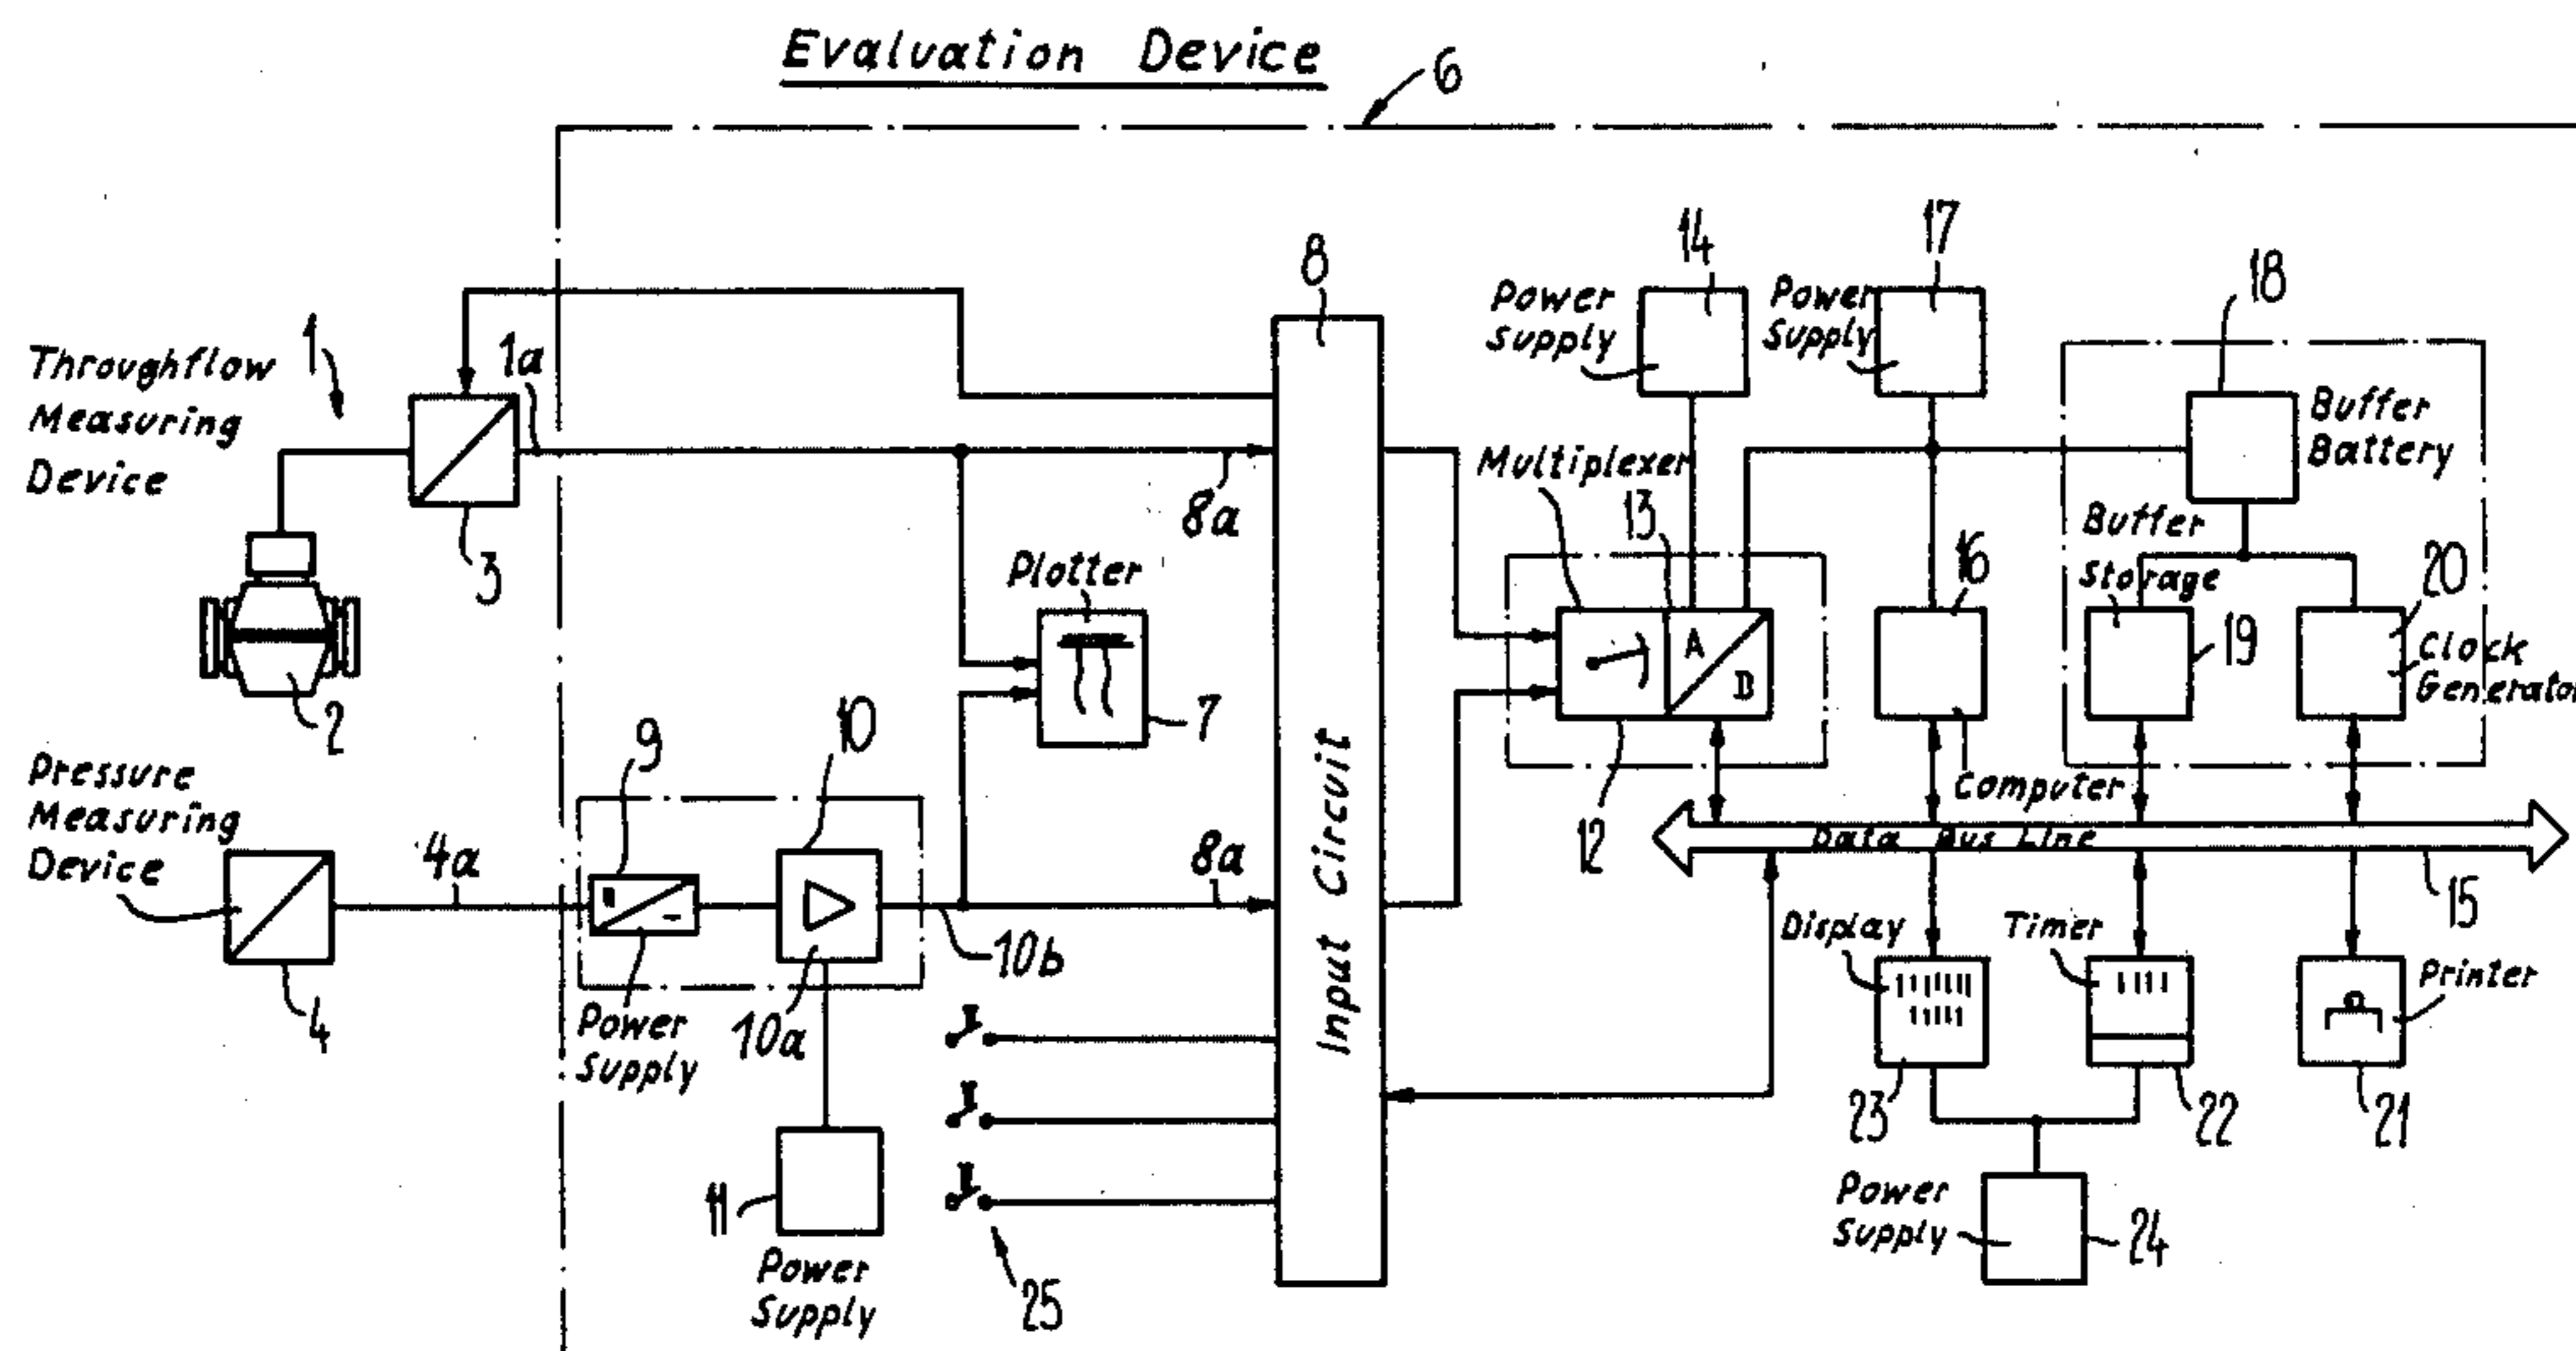 Evaluation Device
6
17
14
8
18
Power
Supply
Power
Supply
1
1a
Throughflow
Measuring
Device
Buffer
Battery
Multiplexer
8a
13
Buffer
Storage
Plotter
3
16
20
A
D
19
Clock
Generator
2
7
10
9
Pressure
Measuring
Device
Computer
12
Data Bus Line
4a
8a
15
10b
Input Circuit
Display
Timer
Printer
4
Power
Supply
10a
23
22
21
11
Power
Supply
24
Power
Supply
25